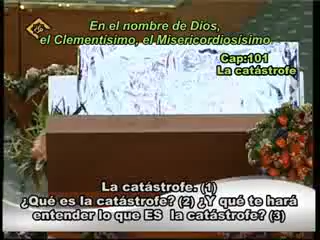 En el nombre de Dios,
el Clementísimo, el Misericordiosísimo.
Cap:101
La catástrofe
La catástrofe: (1)
¿Qué es la catástrofe? (2) ¿Y qué te hará
entender lo que ES la catástrofe? (3)